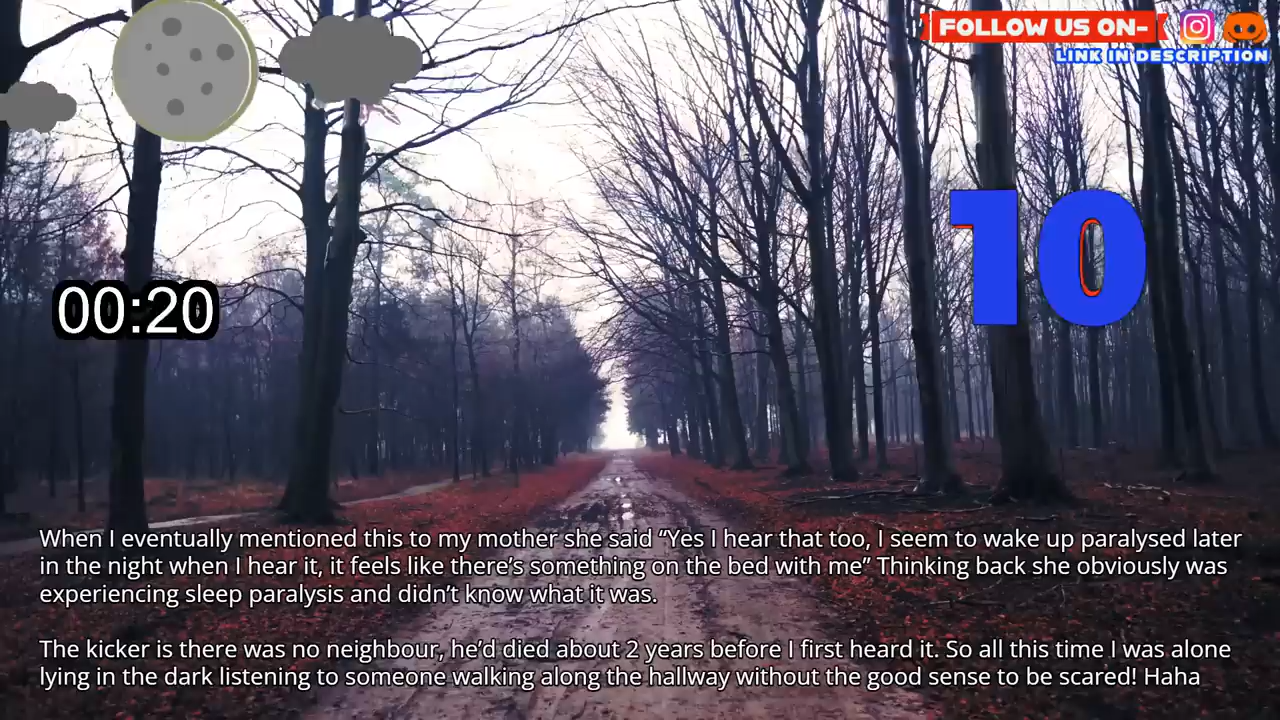 FOLLOW US ON-
LINK IN DESCRIPTION
10
00:20
When I eventually mentioned this to my mother she said “Yes I hear that too, I seem to wake up paralysed later
in the night when I hear it, it feels like there’s something on the bed with me” Thinking back she obviously was
experiencing sleep paralysis and didn’t know what it was.
The kicker is there was no neighbour, he’d died about 2 years before I first heard it. So all this time I was alone
lying in the dark listening to someone walking along the hallway without the good sense to be scared! Haha